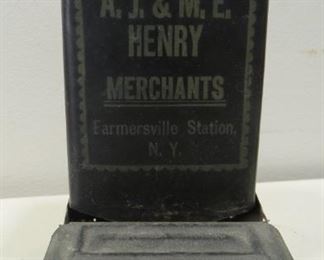 A. J. & M. E.
HENRY
MERCHANTS
Farmersville Station,
N. Y.